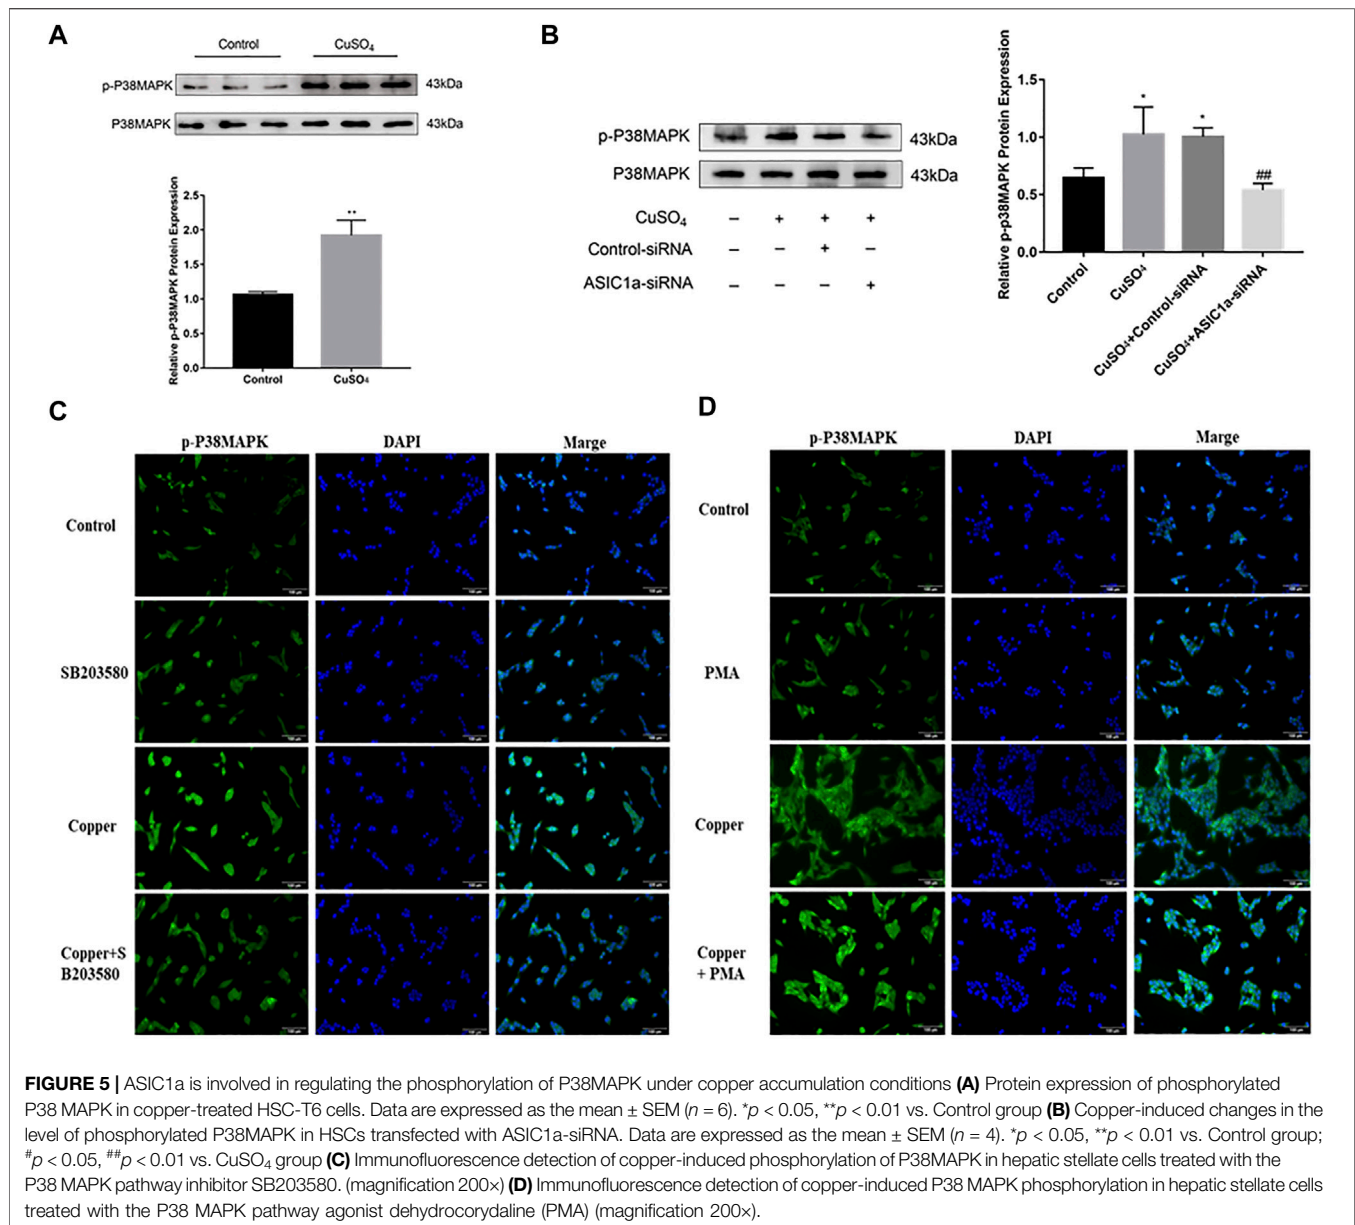 A
Control CuSO₄
p-P38MAPK 43kDa
P38MAPK 43kDa
Relative p-P38MAPK Protein Expression
2.5
2.0
1.5
1.0
0.5
0.0
**
Control CuSO₄
B
p-P38MAPK 43kDa
P38MAPK 43kDa
CuSO₄ – + + +
Control-siRNA – – + –
ASIC1a-siRNA – – – +
Relative p-p38MAPK Protein Expression
1.5
1.0
0.5
0.0
* * ##
Control
CuSO₄
CuSO₄+Control-siRNA
CuSO₄+ASIC1a-siRNA
C
p-P38MAPK DAPI Marge
Control
SB203580
Copper
Copper+S
B203580
D
p-P38MAPK DAPI Marge
Control
PMA
Copper
Copper
+ PMA
FIGURE 5 | ASIC1a is involved in regulating the phosphorylation of P38MAPK under copper accumulation conditions (A) Protein expression of phosphorylated
P38 MAPK in copper-treated HSC-T6 cells. Data are expressed as the mean ± SEM (n = 6). *p < 0.05, **p < 0.01 vs. Control group (B) Copper-induced changes in the
level of phosphorylated P38MAPK in HSCs transfected with ASIC1a-siRNA. Data are expressed as the mean ± SEM (n = 4). *p < 0.05, **p < 0.01 vs. Control group;
#p < 0.05, ##p < 0.01 vs. CuSO₄ group (C) Immunofluorescence detection of copper-induced phosphorylation of P38MAPK in hepatic stellate cells treated with the
P38 MAPK pathway inhibitor SB203580. (magnification 200×) (D) Immunofluorescence detection of copper-induced P38 MAPK phosphorylation in hepatic stellate cells
treated with the P38 MAPK pathway agonist dehydrocorydaline (PMA) (magnification 200×).